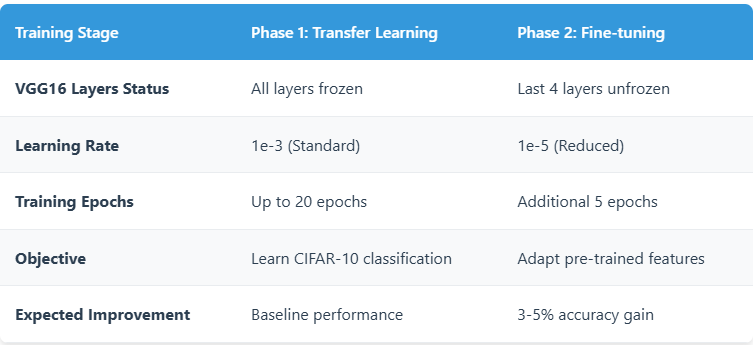 Training Stage Phase 1: Transfer Learning Phase 2: Fine-tuning
VGG16 Layers Status All layers frozen Last 4 layers unfrozen
Learning Rate 1e-3 (Standard) 1e-5 (Reduced)
Training Epochs Up to 20 epochs Additional 5 epochs
Objective Learn CIFAR-10 classification Adapt pre-trained features
Expected Improvement Baseline performance 3-5% accuracy gain